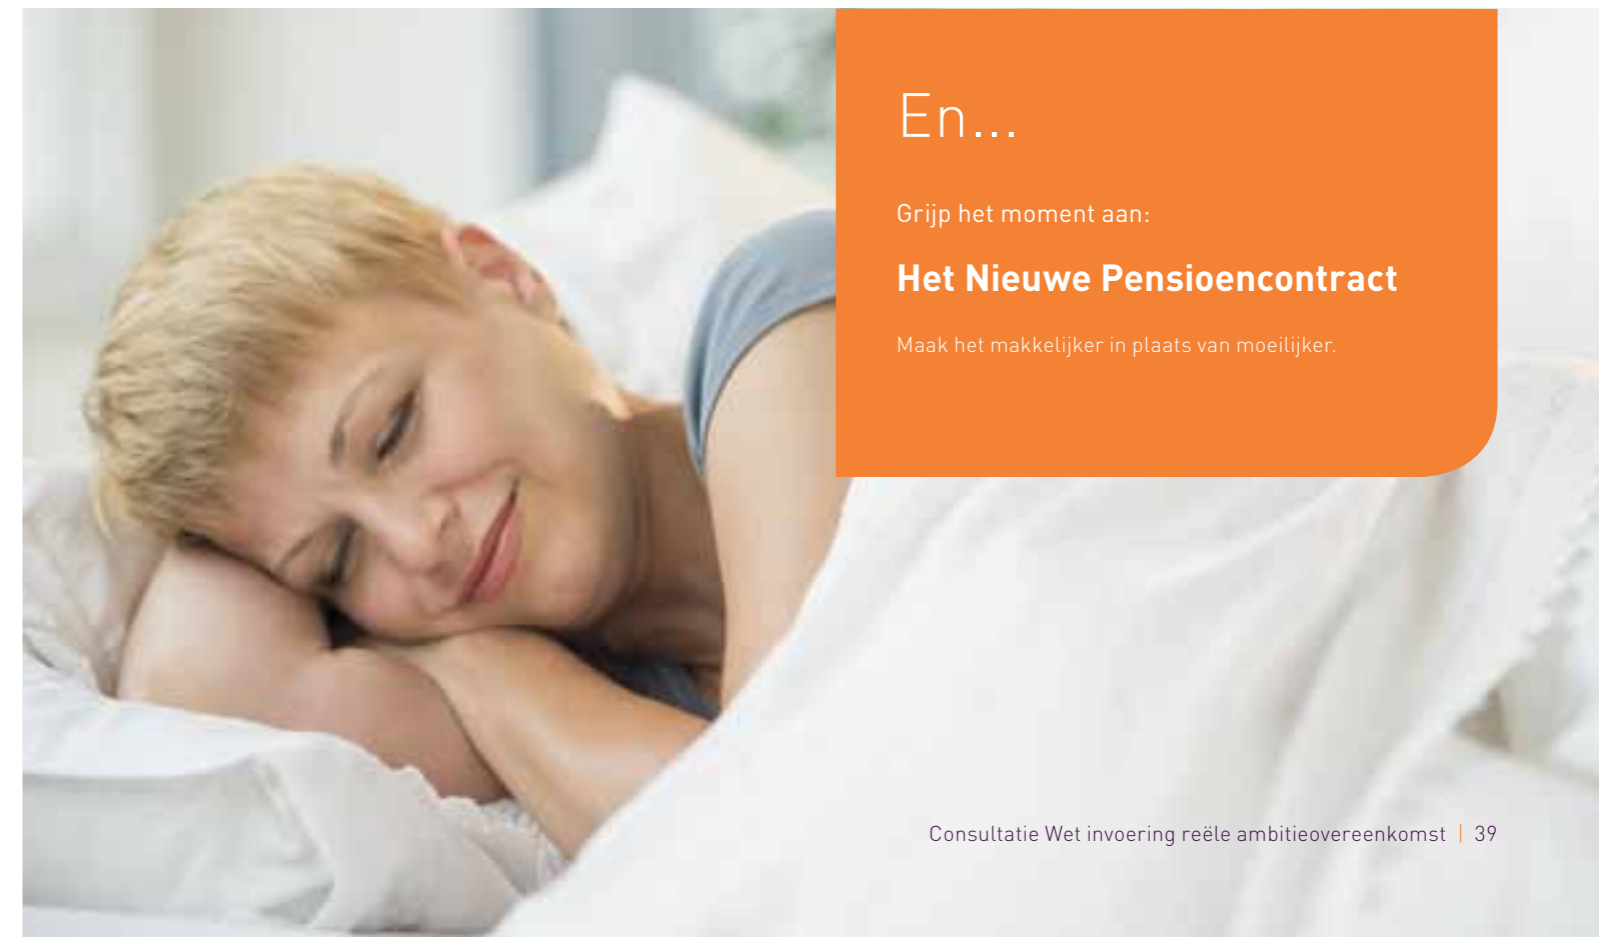 En...
Grijp het moment aan:
Het Nieuwe Pensioencontract
Maak het makkelijker in plaats van moeilijker.
Consultatie Wet invoering reële ambitieovereenkomst | 39